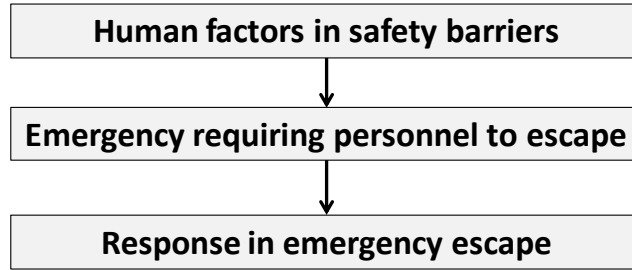 Human factors in safety barriers
Emergency requiring personnel to escape
Response in emergency escape